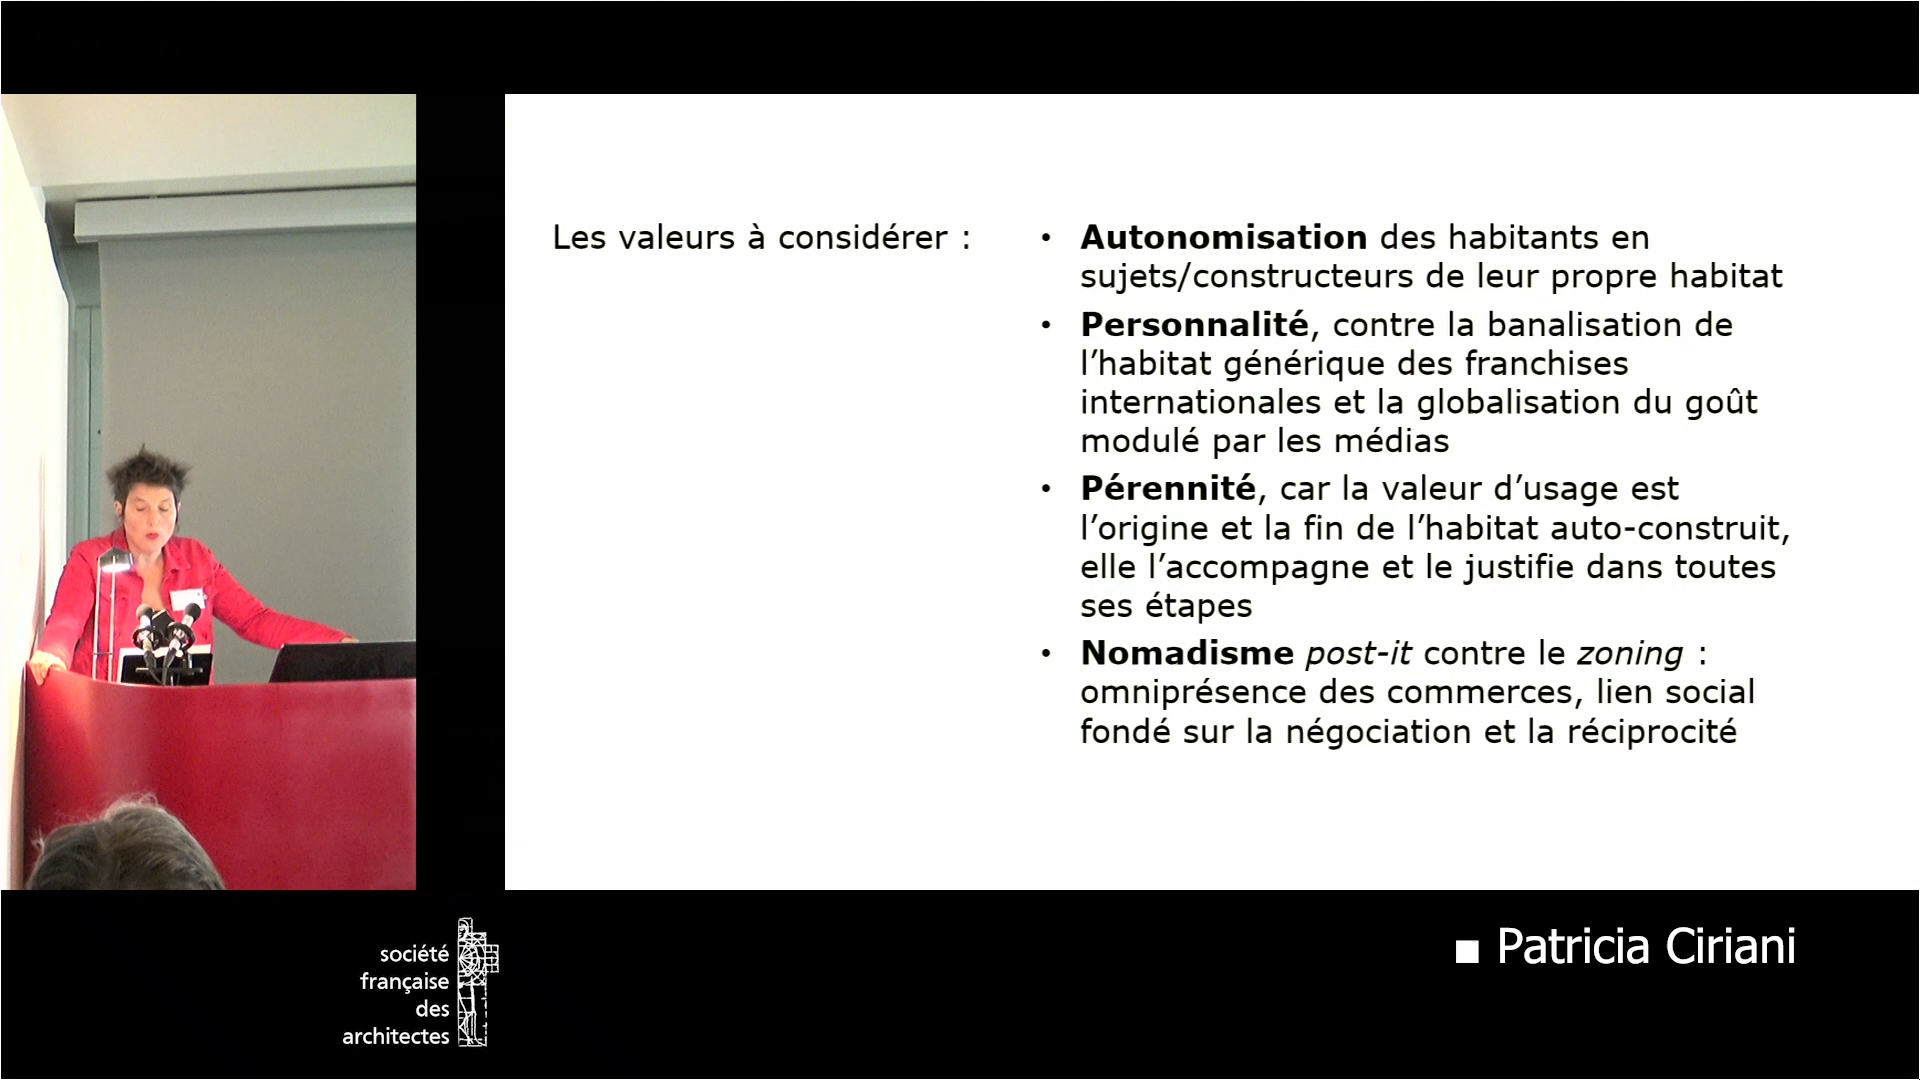 Les valeurs à considérer :
• Autonomisation des habitants en
sujets/constructeurs de leur propre habitat
• Personnalité, contre la banalisation de
l’habitat générique des franchises
internationales et la globalisation du goût
modulé par les médias
• Pérennité, car la valeur d’usage est
l’origine et la fin de l’habitat auto-construit,
elle l’accompagne et le justifie dans toutes
ses étapes
• Nomadisme post-it contre le zoning :
omniprésence des commerces, lien social
fondé sur la négociation et la réciprocité
société
française
des
architectes
■ Patricia Ciriani